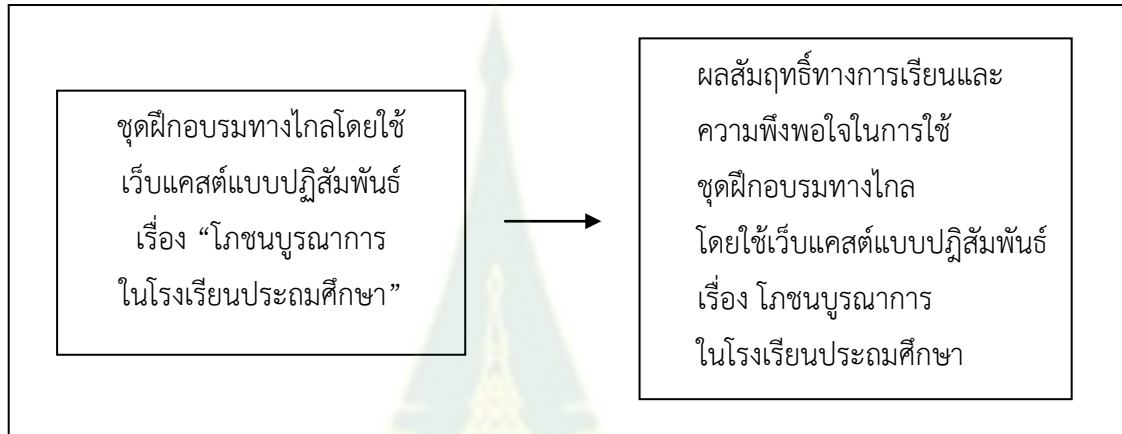 ชุดฝึกอบรมทางไกลโดยใช้
เว็บแคสต์แบบปฏิสัมพันธ์
เรื่อง “โภชนบูรณาการ
ในโรงเรียนประถมศึกษา”
ผลสัมฤทธิ์ทางการเรียนและ
ความพึงพอใจในการใช้
ชุดฝึกอบรมทางไกล
โดยใช้เว็บแคสต์แบบปฎิสัมพันธ์
เรื่อง โภชนบูรณาการ
ในโรงเรียนประถมศึกษา